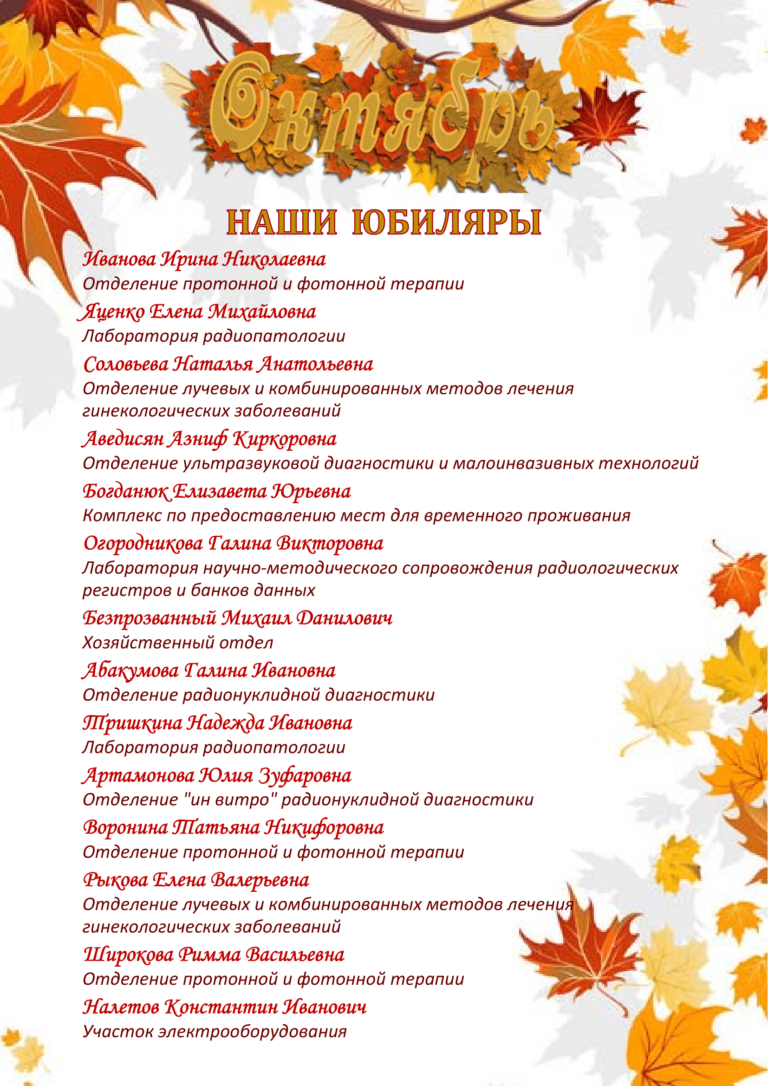 Октябрь
НАШИ ЮБИЛЯРЫ
Иванова Ирина Николаевна
Отделение протонной и фотонной терапии
Яценко Елена Михайловна
Лаборатория радиопатологии
Соловьева Наталья Анатольевна
Отделение лучевых и комбинированных методов лечения
гинекологических заболеваний
Аведисян Азниф Киркоровна
Отделение ультразвуковой диагностики и малоинвазивных технологий
Богданюк Елизавета Юрьевна
Комплекс по предоставлению мест для временного проживания
Огородникова Галина Викторовна
Лаборатория научно-методического сопровождения радиологических
регистров и банков данных
Безпрозванный Михаил Данилович
Хозяйственный отдел
Абакумова Галина Ивановна
Отделение радионуклидной диагностики
Тришкина Надежда Ивановна
Лаборатория радиопатологии
Артамонова Юлия Зуфаровна
Отделение "ин витро" радионуклидной диагностики
Воронина Татьяна Никифоровна
Отделение протонной и фотонной терапии
Рыкова Елена Валерьевна
Отделение лучевых и комбинированных методов лечения
гинекологических заболеваний
Широкова Римма Васильевна
Отделение протонной и фотонной терапии
Налетов Константин Иванович
Участок электрооборудования